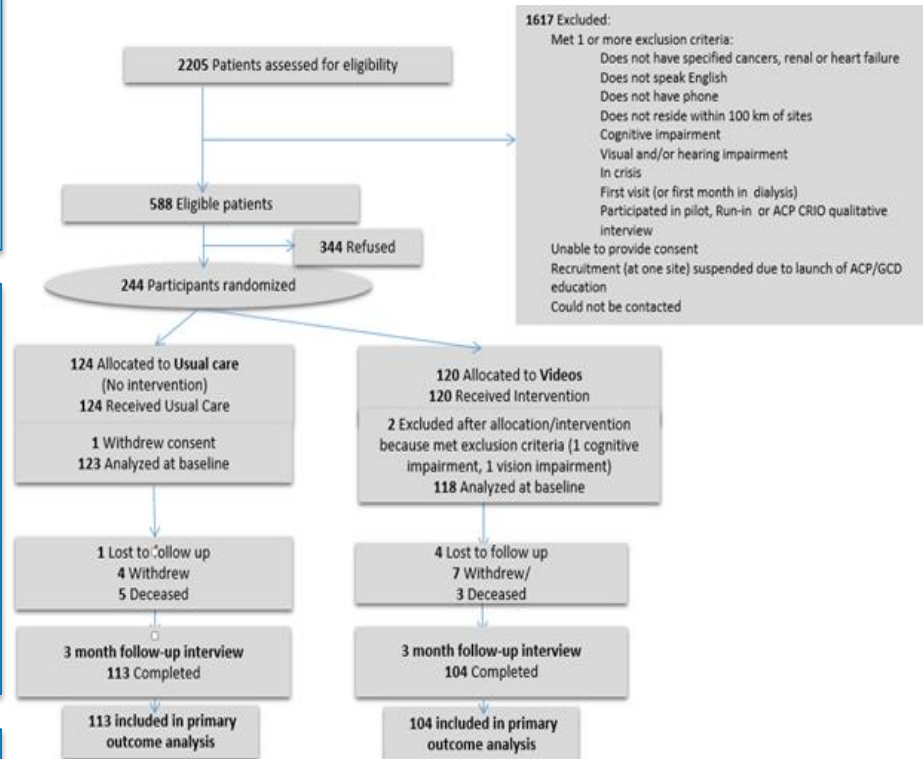 2205 Patients assessed for eligibility
1617 Excluded:
Met 1 or more exclusion criteria:
Does not have specified cancers, renal or heart failure
Does not speak English
Does not have phone
Does not reside within 100 km of sites
Cognitive impairment
Visual and/or hearing impairment
In crisis
First visit (or first month in dialysis)
Participated in pilot, Run-in or ACP CRIO qualitative
interview
Unable to provide consent
Recruitment (at one site) suspended due to launch of ACP/GCD
education
Could not be contacted
588 Eligible patients
344 Refused
244 Participants randomized
124 Allocated to Usual care
(No intervention)
124 Received Usual Care
1 Withdrew consent
123 Analyzed at baseline
120 Allocated to Videos
120 Received Intervention
2 Excluded after allocation/intervention
because met exclusion criteria (1 cognitive
impairment, 1 vision impairment)
118 Analyzed at baseline
1 Lost to follow up
4 Withdrew
5 Deceased
4 Lost to follow up
7 Withdrew/
3 Deceased
3 month follow-up interview
113 Completed
3 month follow-up interview
104 Completed
113 included in primary
outcome analysis
104 included in primary
outcome analysis